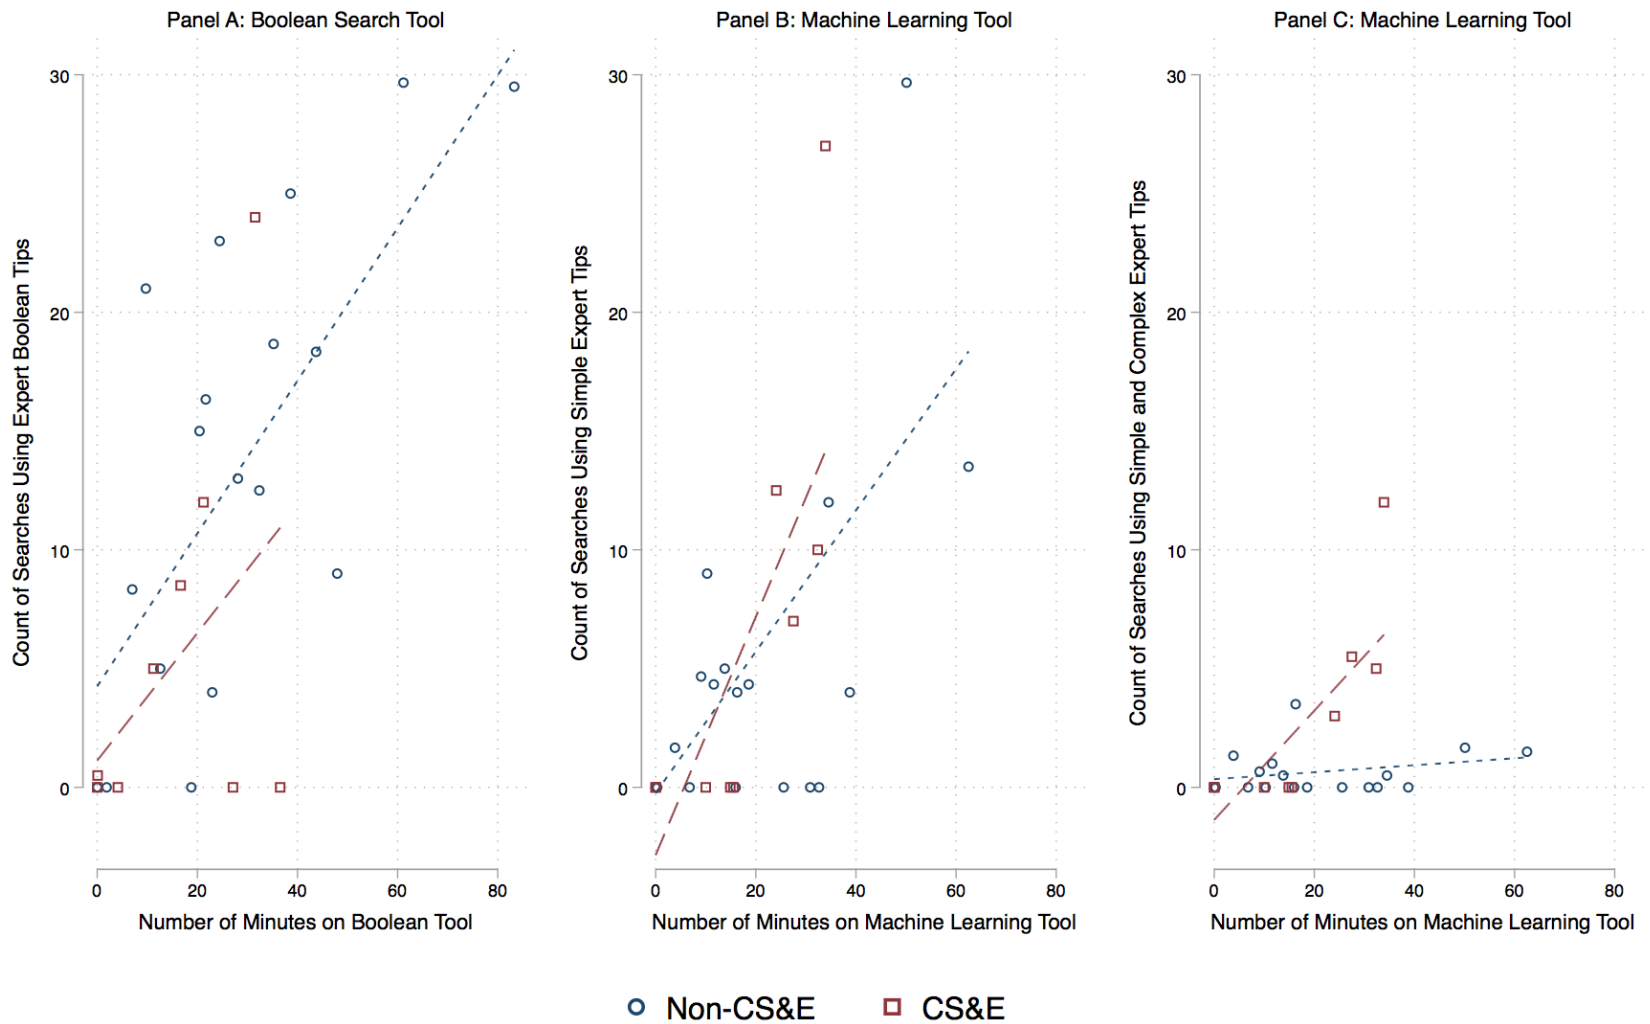 Panel A: Boolean Search Tool
Count of Searches Using Expert Boolean Tips
30
20
10
0
0 20 40 60 80
Number of Minutes on Boolean Tool
Panel B: Machine Learning Tool
Count of Searches Using Simple Expert Tips
30
20
10
0
0 20 40 60 80
Number of Minutes on Machine Learning Tool
Panel C: Machine Learning Tool
Count of Searches Using Simple and Complex Expert Tips
30
20
10
0
0 20 40 60 80
Number of Minutes on Machine Learning Tool
Non-CS&E CS&E